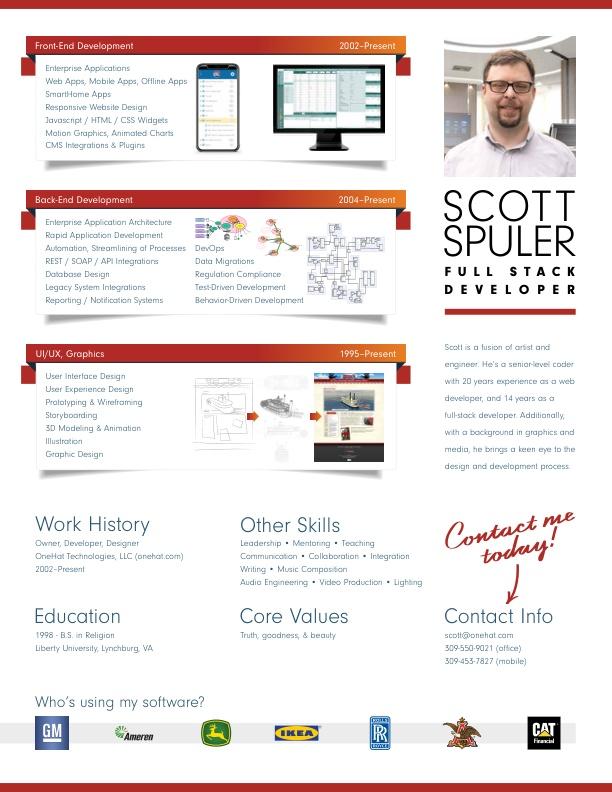 Front-End Development 2002–Present
Enterprise Applications
Web Apps, Mobile Apps, Offline Apps
SmartHome Apps
Responsive Website Design
Javascript / HTML / CSS Widgets
Motion Graphics, Animated Charts
CMS Integrations & Plugins
Back-End Development 2004–Present
Enterprise Application Architecture
Rapid Application Development
Automation, Streamlining of Processes
REST / SOAP / API Integrations
Database Design
Legacy System Integrations
Reporting / Notification Systems
DevOps
Data Migrations
Regulation Compliance
Test-Driven Development
Behavior-Driven Development
UI/UX, Graphics 1995–Present
User Interface Design
User Experience Design
Prototyping & Wireframing
Storyboarding
3D Modeling & Animation
Illustration
Graphic Design
SCOTT
SPULER
FULL STACK
DEVELOPER
Scott is a fusion of artist and
engineer. He's a senior-level coder
with 20 years experience as a web
developer, and 14 years as a
full-stack developer. Additionally,
with a background in graphics and
media, he brings a keen eye to the
design and development process.
Work History
Owner, Developer, Designer
OneHat Technologies, LLC (onehat.com)
2002–Present
Other Skills
Leadership • Mentoring • Teaching
Communication • Collaboration • Integration
Writing • Music Composition
Audio Engineering • Video Production • Lighting
Contact me
today!
Education
1998 - B.S. in Religion
Liberty University, Lynchburg, VA
Core Values
Truth, goodness, & beauty
Contact Info
scott@onehat.com
309-550-9021 (office)
309-453-7827 (mobile)
Who's using my software?
GM
Ameren
IKEA
ROLLS
RR
ROYCE
CAT
Financial